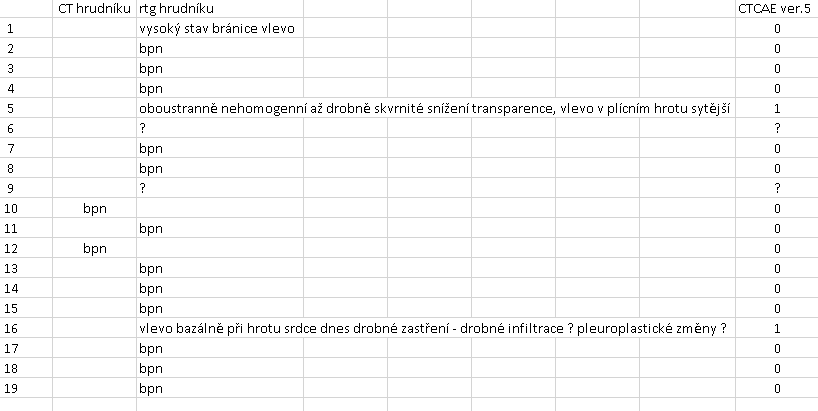 CT hrudníku rtg hrudníku CTCAE ver.5
1 vysoký stav bránice vlevo 0
2 bpn 0
3 bpn 0
4 bpn 0
5 oboustranně nehomogenní až drobně skvrnité snížení transparence, vlevo v plícním hrotu sytější 1
6 ? ?
7 bpn 0
8 bpn 0
9 ? ?
10 bpn 0
11 bpn 0
12 bpn 0
13 bpn 0
14 bpn 0
15 bpn 0
16 vlevo bazálně při hrotu srdce dnes drobné zastření - drobné infiltrace ? pleuroplastické změny ? 1
17 bpn 0
18 bpn 0
19 bpn 0